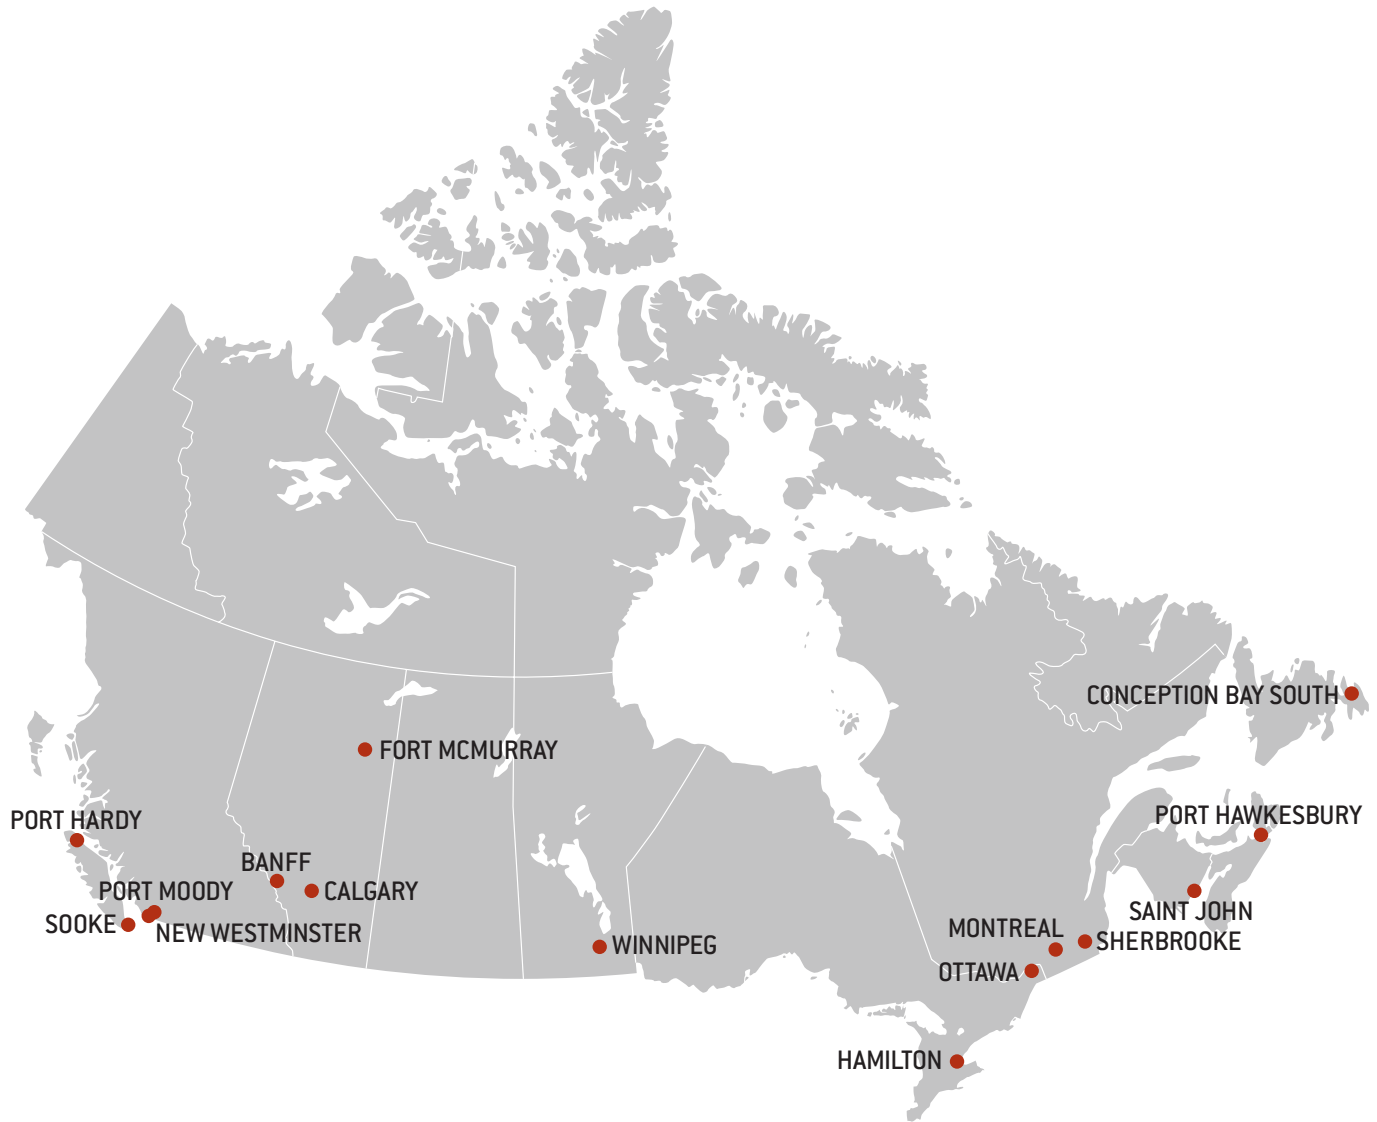 CONCEPTION BAY SOUTH
FORT MCMURRAY
PORT HARDY
PORT HAWKESBURY
BANFF
PORT MOODY
CALGARY
SAINT JOHN
SOOKE
NEW WESTMINSTER
MONTREAL
SHERBROOKE
WINNIPEG
OTTAWA
HAMILTON